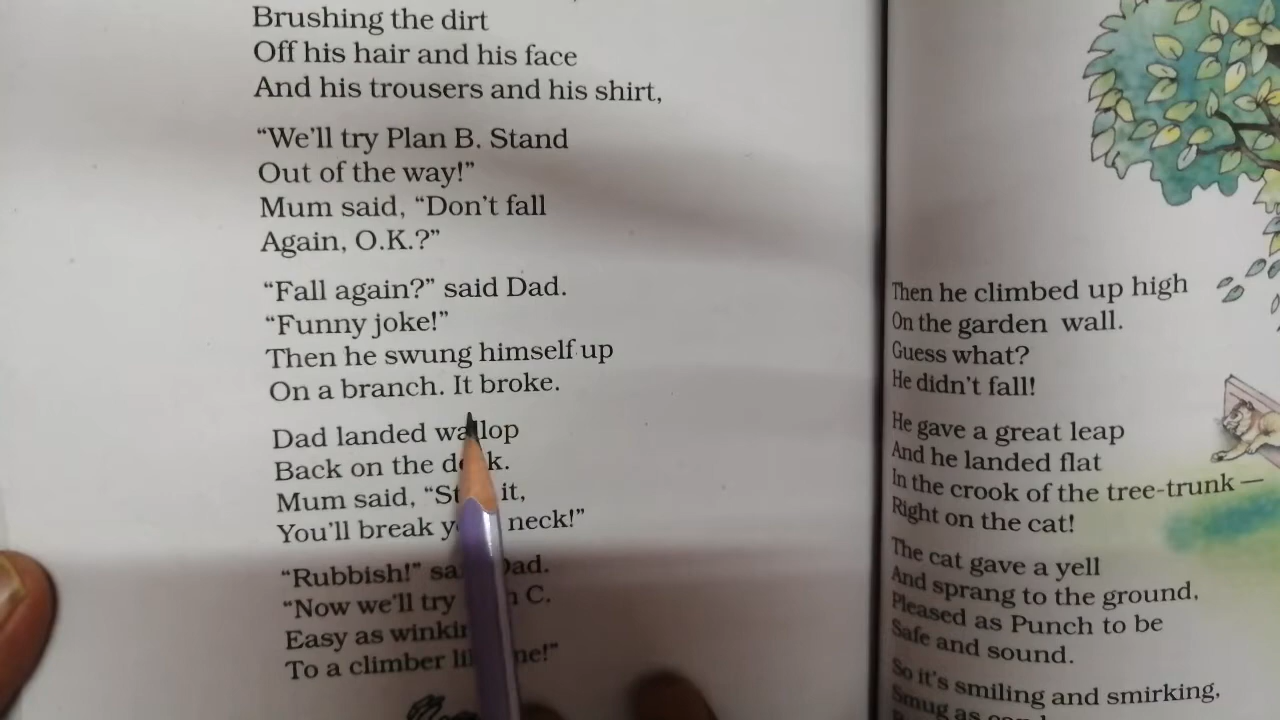 Brushing the dirt
Off his hair and his face
And his trousers and his shirt,
“We’ll try Plan B. Stand
Out of the way!”
Mum said, “Don’t fall
Again, O.K.?”
“Fall again?” said Dad.
“Funny joke!”
Then he swung himself up
On a branch. It broke.
Dad landed wallop
Back on the
Mum said, it,
You’ll break neck!”
“Rubbish!” Dad.
“Now we’ll try C.
Easy as
To a climber
Then he climbed up high
On the garden wall.
Guess what?
He didn’t fall!
He gave a great leap
And he landed flat
In the crook of the tree-trunk —
Right on the cat!
The cat gave a yell
And sprang to the ground,
Pleased as Punch to be
Safe and sound.
So it’s smiling and smirking,
Smug as